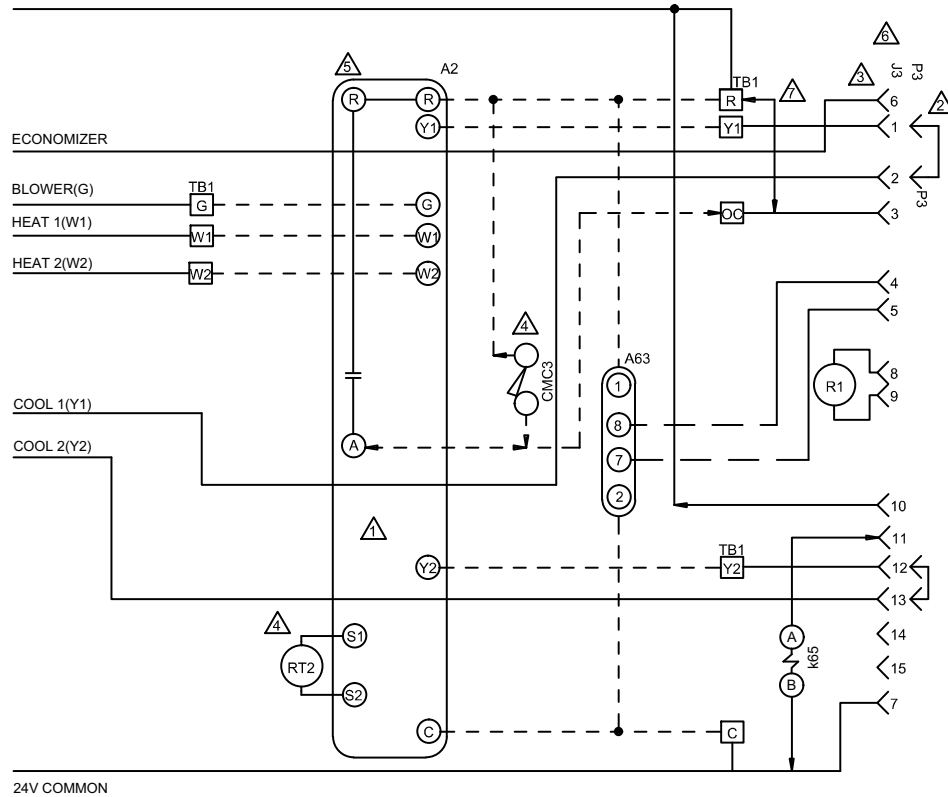 6
5
A2
3
J3
P3
R
R
TB1
R
7
6
2
Y1
Y1
1
ECONOMIZER
BLOWER(G)
TB1
G
G
2
P3
HEAT 1(W1)
W1
W1
OC
3
HEAT 2(W2)
W2
W2
4
5
4
CMC3
A63
1
R1
8
9
COOL 1(Y1)
8
COOL 2(Y2)
A
7
2
10
1
11
Y2
TB1
Y2
12
13
4
RT2
S1
S2
A
k65
B
14
15
7
C
C
24V COMMON